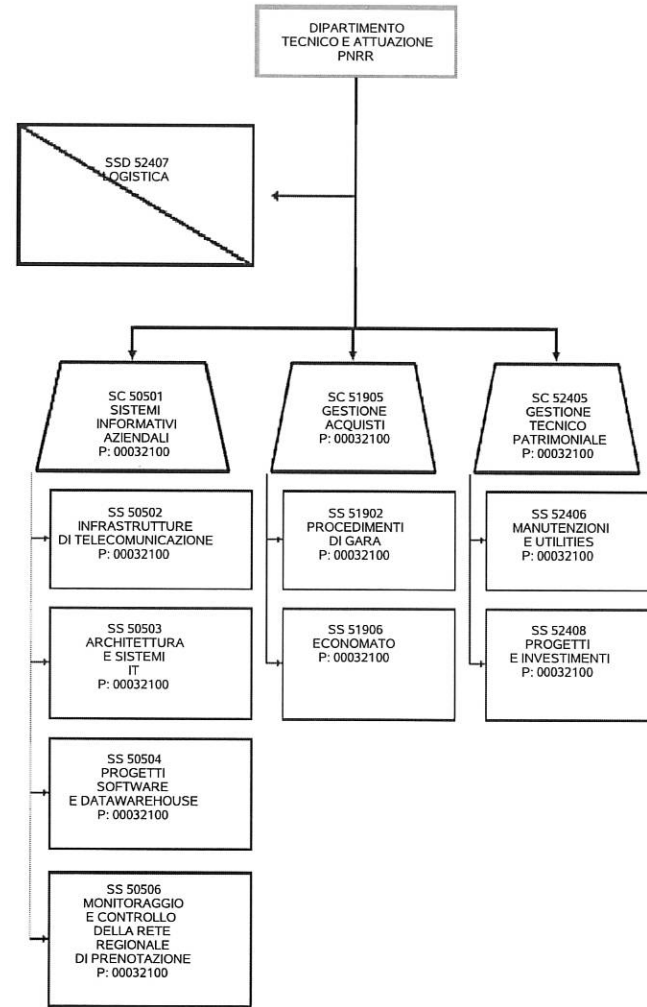 DIPARTIMENTO
TECNICO E ATTUAZIONE
PNRR
SSD 52407
LOGISTICA
SC 50501
SISTEMI
INFORMATIVI
AZIENDALI
P: 00032100
SC 51905
GESTIONE
ACQUISTI
P: 00032100
SC 52405
GESTIONE
TECNICO
PATRIMONIALE
P: 00032100
SS 50502
INFRASTRUTTURE
DI TELECOMUNICAZIONE
P: 00032100
SS 51902
PROCEDIMENTI
DI GARA
P: 00032100
SS 52406
MANUTENZIONI
E UTILITIES
P: 00032100
SS 50503
ARCHITETTURA
E SISTEMI
IT
P: 00032100
SS 51906
ECONOMATO
P: 00032100
SS 52408
PROGETTI
E INVESTIMENTI
P: 00032100
SS 50504
PROGETTI
SOFTWARE
E DATAWAREHOUSE
P: 00032100
SS 50506
MONITORAGGIO
E CONTROLLO
DELLA RETE
REGIONALE
DI PRENOTAZIONE
P: 00032100